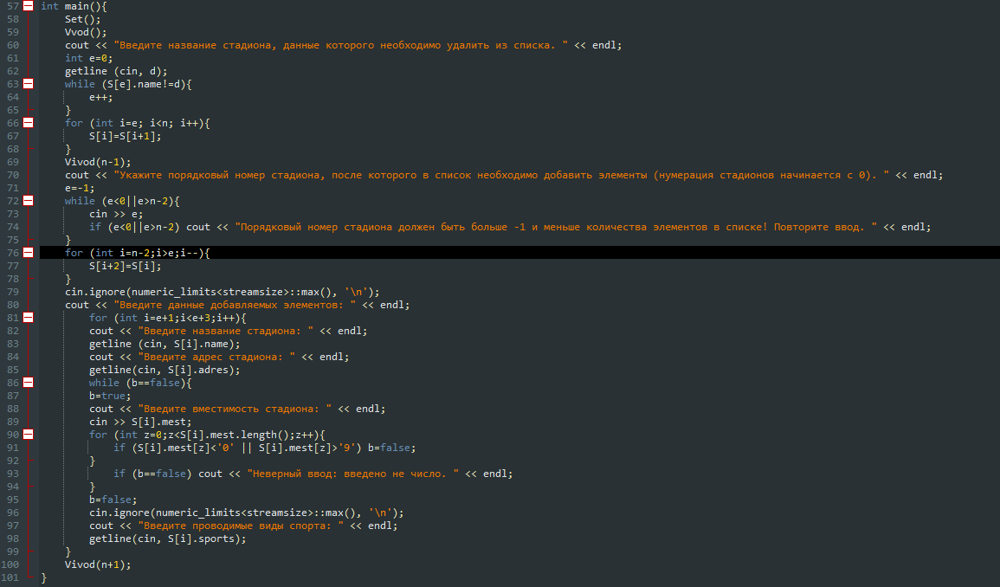 57 int main(){
58 Set();
59 Vvod();
60 cout << "Введите название стадиона, данные которого необходимо удалить из списка. " << endl;
61 int e=0;
62 getline (cin, d);
63 while (S[e].name!=d){
64 e++;
65 }
66 for (int i=e; i<n; i++){
67 S[i]=S[i+1];
68 }
69 Vivod(n-1);
70 cout << "Укажите порядковый номер стадиона, после которого в список необходимо добавить элементы (нумерация стадионов начинается с 0). " << endl;
71 e=-1;
72 while (e<0||e>n-2){
73 cin >> e;
74 if (e<0||e>n-2) cout << "Порядковый номер стадиона должен быть больше -1 и меньше количества элементов в списке! Повторите ввод. " << endl;
75 }
76 for (int i=n-2;i>e;i--){
77 S[i+2]=S[i];
78 }
79 cin.ignore(numeric_limits<streamsize>::max(), '\n');
80 cout << "Введите данные добавляемых элементов: " << endl;
81 for (int i=e+1;i<e+3;i++){
82 cout << "Введите название стадиона: " << endl;
83 getline (cin, S[i].name);
84 cout << "Введите адрес стадиона: " << endl;
85 getline(cin, S[i].adres);
86 while (b==false){
87 b=true;
88 cout << "Введите вместимость стадиона: " << endl;
89 cin >> S[i].mest;
90 for (int z=0;z<S[i].mest.length();z++){
91 if (S[i].mest[z]<'0' || S[i].mest[z]>'9') b=false;
92 }
93 if (b==false) cout << "Неверный ввод: введено не число. " << endl;
94 }
95 b=false;
96 cin.ignore(numeric_limits<streamsize>::max(), '\n');
97 cout << "Введите проводимые виды спорта: " << endl;
98 getline(cin, S[i].sports);
99 }
100 Vivod(n+1);
101 }